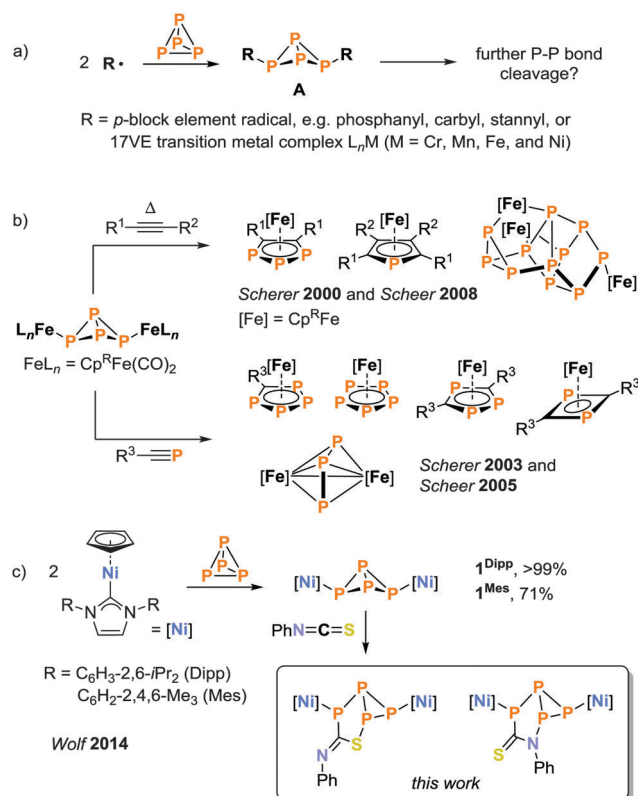 a)
2 R• P P P P R R P P P P further P-P bond
cleavage?
A
R = p-block element radical, e.g. phosphanyl, carbyl, stannyl, or
17VE transition metal complex LnM (M = Cr, Mn, Fe, and Ni)
b)
Δ
R¹ R²
[Fe] R¹ R¹ P P P
[Fe] R² R² R¹ R¹ P
[Fe] [Fe] [Fe] P P P P P P P P P P P
Scherer 2000 and Scheer 2008
[Fe] = CpᴿFe
LnFe P P P P FeLn
FeLn = CpᴿFe(CO)₂
R³ P
[Fe] R³ P P P P
[Fe] P P P P P
[Fe] R³ R³ P P P
[Fe] R³ R³ P P
[Fe] [Fe] P P P
Scherer 2003 and
Scheer 2005
c) 2
Ni
R N N R
= [Ni]
P P P P
[Ni] P P P P [Ni]
1ᴰⁱᵖᵖ, >99%
1ᴹᵉˢ, 71%
PhN=C=S
R = C₆H₃-2,6-iPr₂ (Dipp)
C₆H₂-2,4,6-Me₃ (Mes)
Wolf 2014
[Ni] P P P P [Ni] S N Ph
[Ni] P P P P [Ni] S N Ph
this work